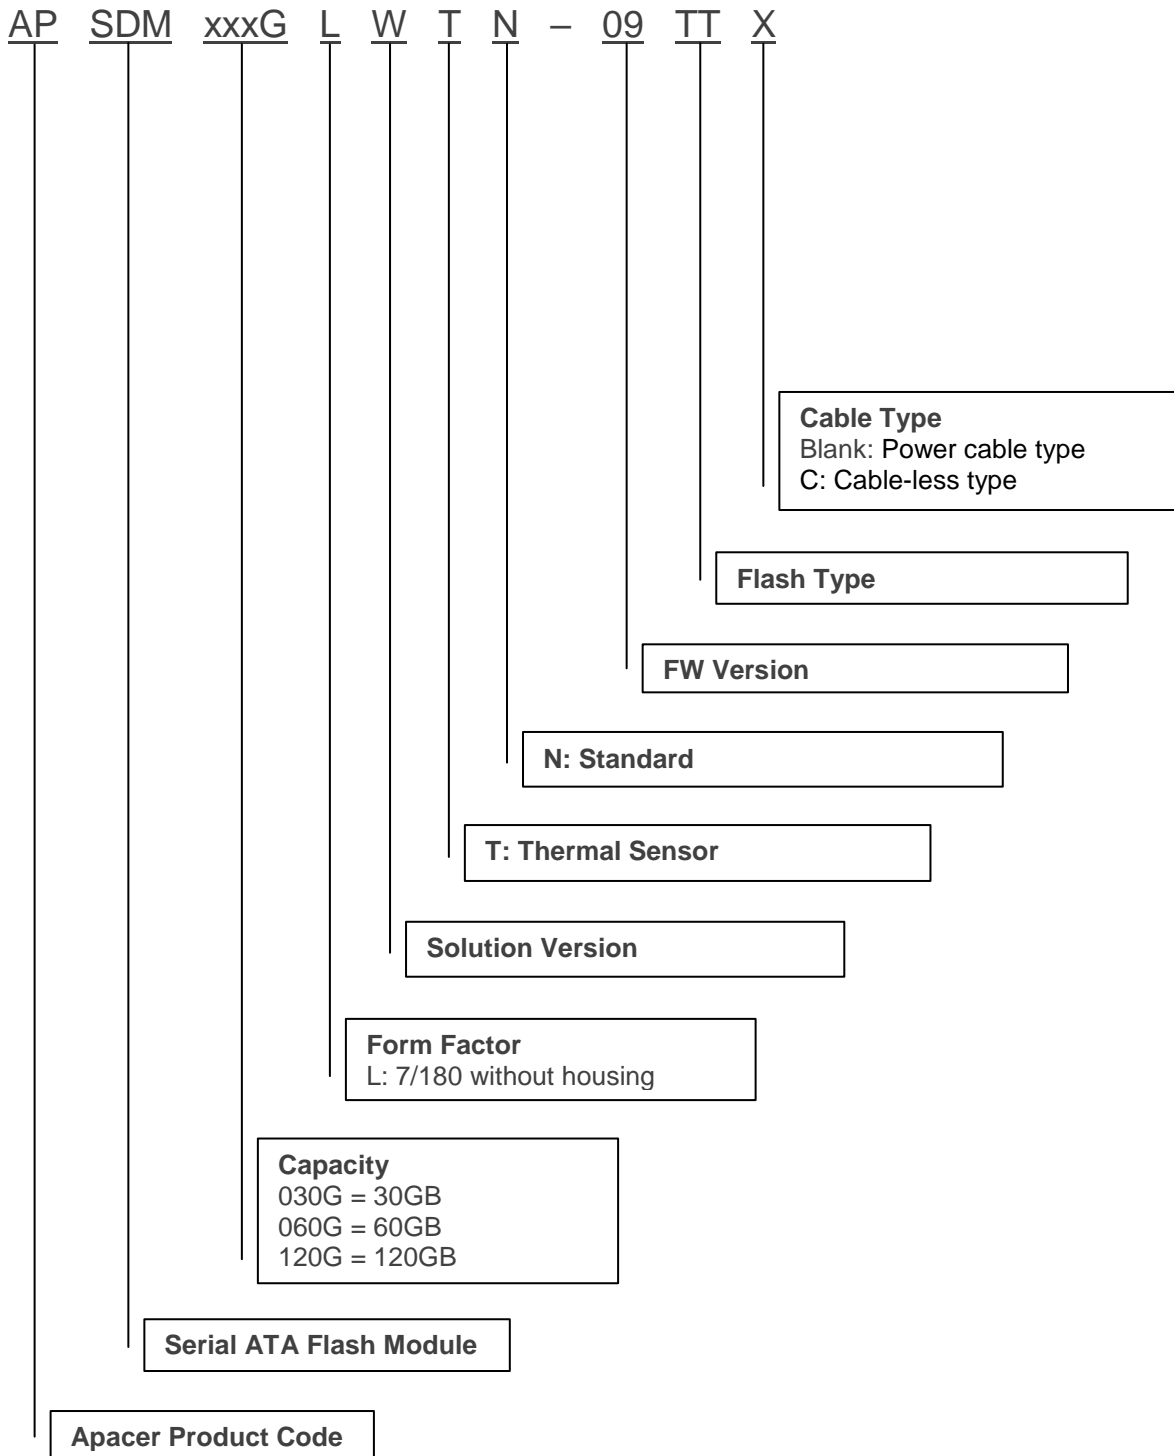 AP SDM xxxG L W T N – 09 TT X
Cable Type
Blank: Power cable type
C: Cable-less type
Flash Type
FW Version
N: Standard
T: Thermal Sensor
Solution Version
Form Factor
L: 7/180 without housing
Capacity
030G = 30GB
060G = 60GB
120G = 120GB
Serial ATA Flash Module
Apacer Product Code